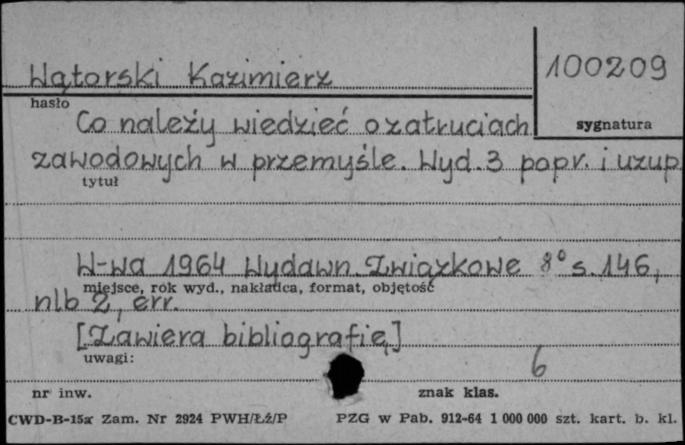 Wątorski Kazimierz
100209
hasło
sygnatura
Co należy wiedzieć o zatruciach
zawodowych w przemyśle. Wyd. 3 popr. i uzup
tytuł
W-wa 1964 Wydawn. Związkowe 8° s. 146,
miejsce, rok wyd., nakładca, format, objętość
nlb 2, err.
[Zawiera bibliografię]
uwagi:
6
nr inw.
znak klas.
CWD-B-15a Zam. Nr 2924 PWH/Łź/P
PZG w Pab. 912-64 1 000 000 szt. kart. b. kl.